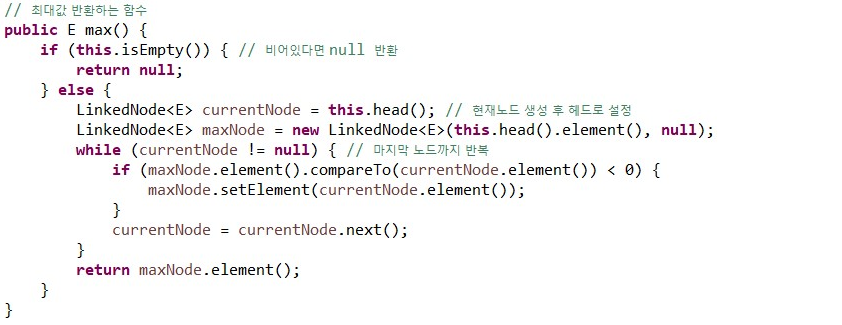 // 최대값 반환하는 함수
public E max() {
    if (this.isEmpty()) { // 비어있다면 null 반환
        return null;
    } else {
        LinkedNode<E> currentNode = this.head(); // 현재노드 생성 후 헤드로 설정
        LinkedNode<E> maxNode = new LinkedNode<E>(this.head().element(), null);
        while (currentNode != null) { // 마지막 노드까지 반복
            if (maxNode.element().compareTo(currentNode.element()) < 0) {
                maxNode.setElement(currentNode.element());
            }
            currentNode = currentNode.next();
        }
        return maxNode.element();
    }
}